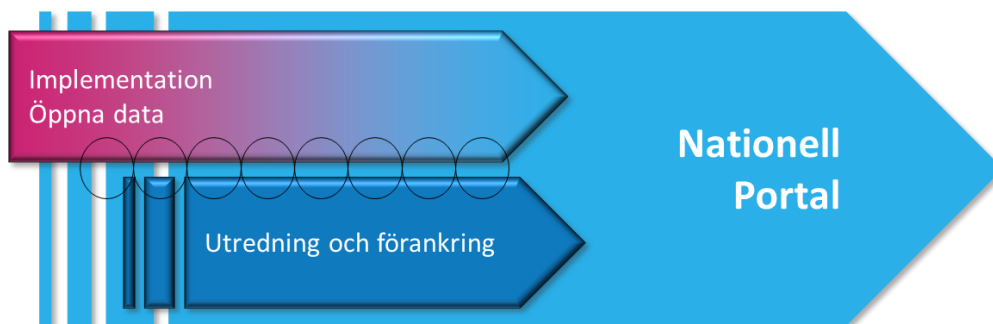 Implementation
Öppna data
Nationell
Portal
Utredning och förankring